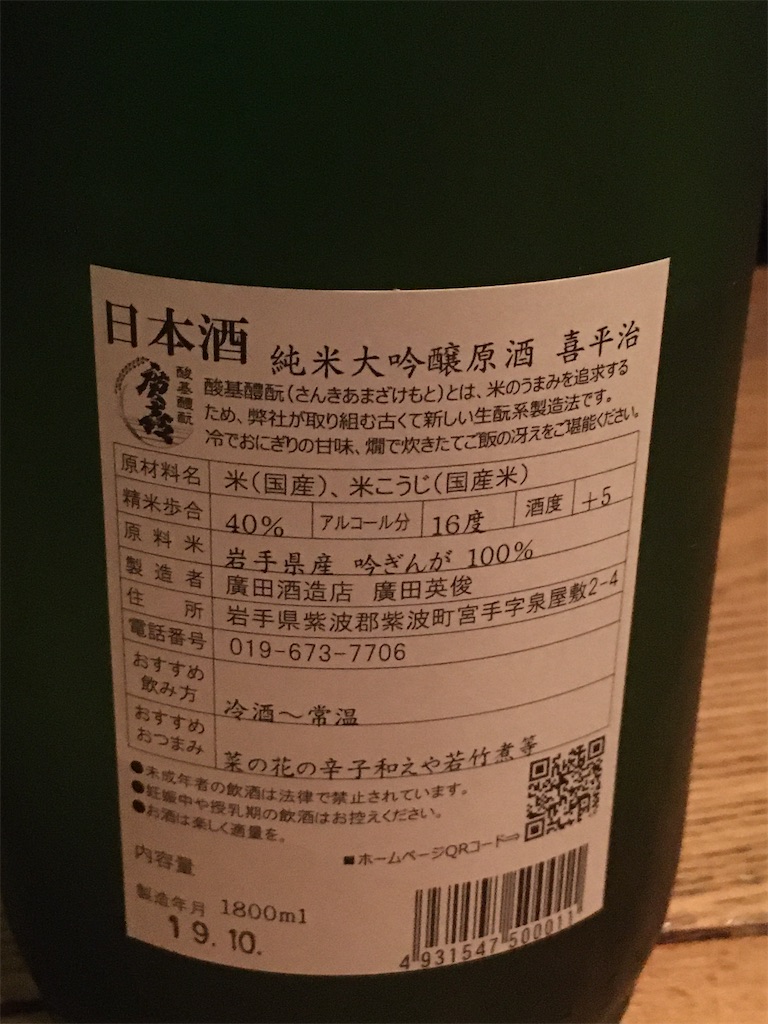 日本酒 純米大吟醸原酒 喜平治
廣喜
酸基醴酛
酸基醴酛(さんきあまざけもと)とは、米のうまみを追求する
ため、弊社が取り組む古くて新しい生酛系製造法です。
冷でおにぎりの甘味、燗で炊きたてご飯の冴えをご堪能ください。
原材料名 米(国産)、米こうじ(国産米)
精米歩合 40% アルコール分 16度 酒度 +5
原料米 岩手県産 吟ぎんが 100%
製造者 廣田酒造店 廣田英俊
住所 岩手県紫波郡紫波町宮手字泉屋敷2-4
電話番号 019-673-7706
おすすめ
飲み方 冷酒~常温
おすすめ
おつまみ 菜の花の辛子和えや若竹煮等
●未成年者の飲酒は法律で禁止されています。
●妊娠中や授乳期の飲酒はお控えください。
●お酒は楽しく適量を。
■ホームページQRコード⇒
内容量 1800ml
製造年月
19.10.
4 931547 500011